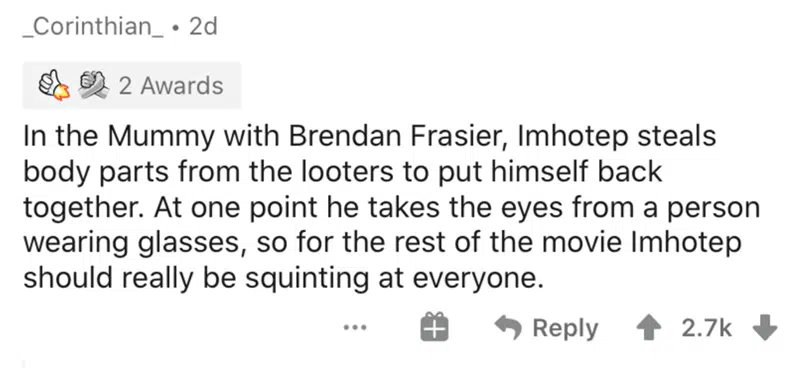 _Corinthian_ • 2d
2 Awards
In the Mummy with Brendan Frasier, Imhotep steals
body parts from the looters to put himself back
together. At one point he takes the eyes from a person
wearing glasses, so for the rest of the movie Imhotep
should really be squinting at everyone.
... Reply 2.7k